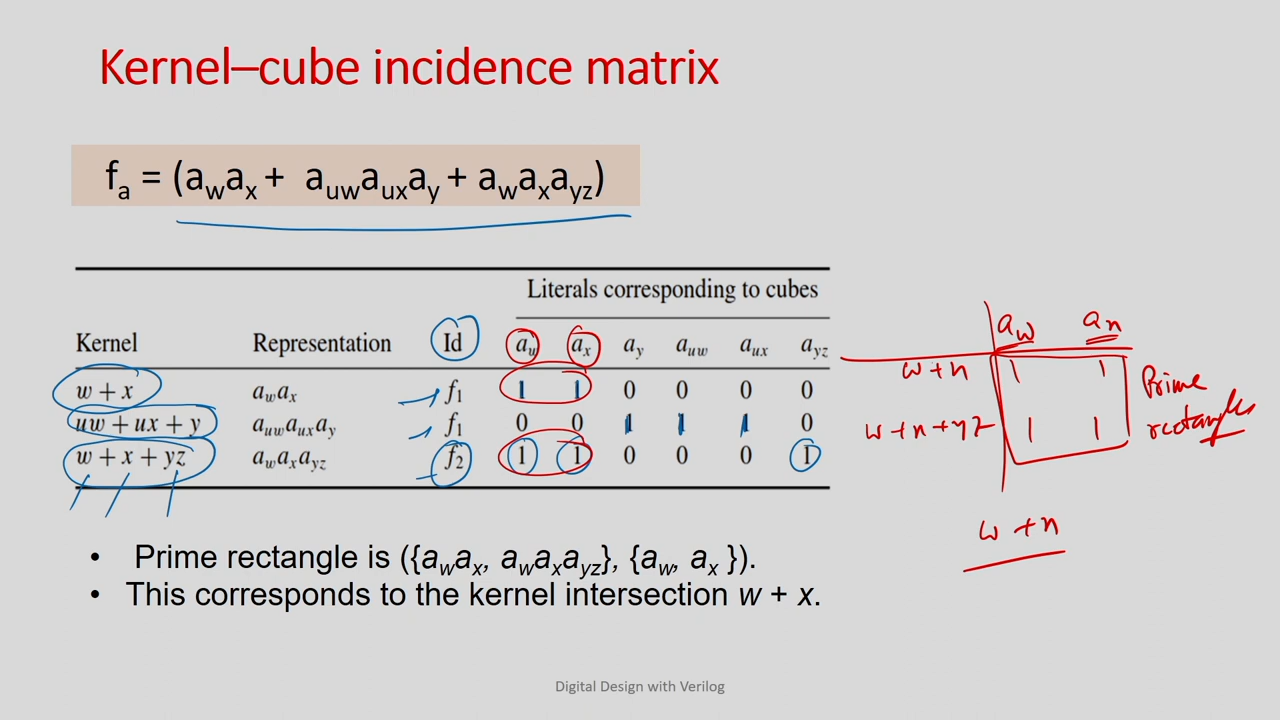 Kernel–cube incidence matrix
fa = (awax + auwauxay + awaxayz)
Literals corresponding to cubes
Kernel Representation Id aw ax ay auw aux ayz
w + x awax f1 1 1 0 0 0 0
uw + ux + y auwauxay f1 0 0 1 1 1 0
w + x + yz awaxayz f2 1 1 0 0 0 1
aw an
w+n 1 1
w+n+yz 1 1
Prime
rectangles
w +n
• Prime rectangle is ({awax, awaxayz}, {aw, ax }).
• This corresponds to the kernel intersection w + x.
Digital Design with Verilog